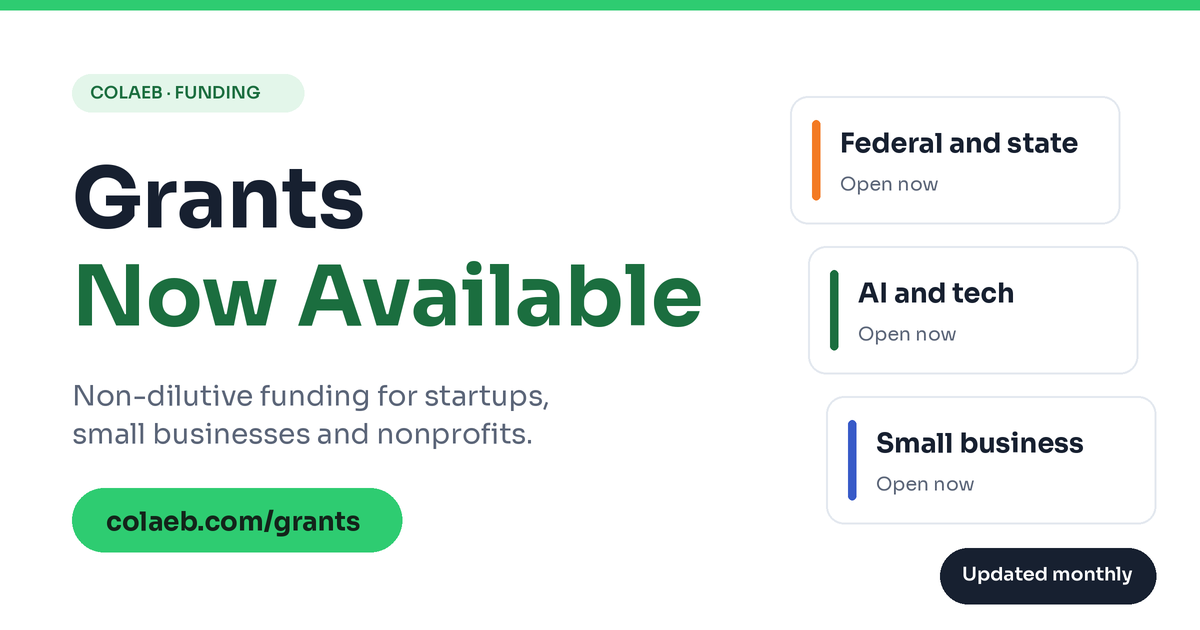 COLAEB · FUNDING
Grants
Now Available
Non-dilutive funding for startups,
small businesses and nonprofits.
colaeb.com/grants
Federal and state
Open now
AI and tech
Open now
Small business
Open now
Updated monthly